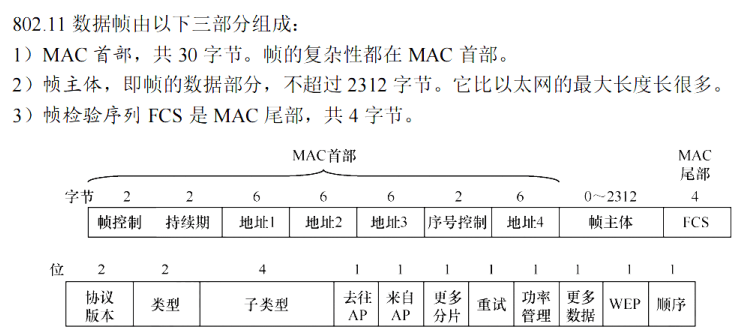 802.11 数据帧由以下三部分组成：
1）MAC 首部，共 30 字节。帧的复杂性都在 MAC 首部。
2）帧主体，即帧的数据部分，不超过 2312 字节。它比以太网的最大长度长很多。
3）帧检验序列 FCS 是 MAC 尾部，共 4 字节。
MAC首部 MAC
尾部
字节 2 2 6 6 6 2 6 0～2312 4
帧控制 持续期 地址1 地址2 地址3 序号控制 地址4 帧主体 FCS
位 2 2 4 1 1 1 1 1 1 1 1
协议 类型 子类型 去往 来自 更多 重试 功率 更多 WEP 顺序
版本 AP AP 分片 管理 数据